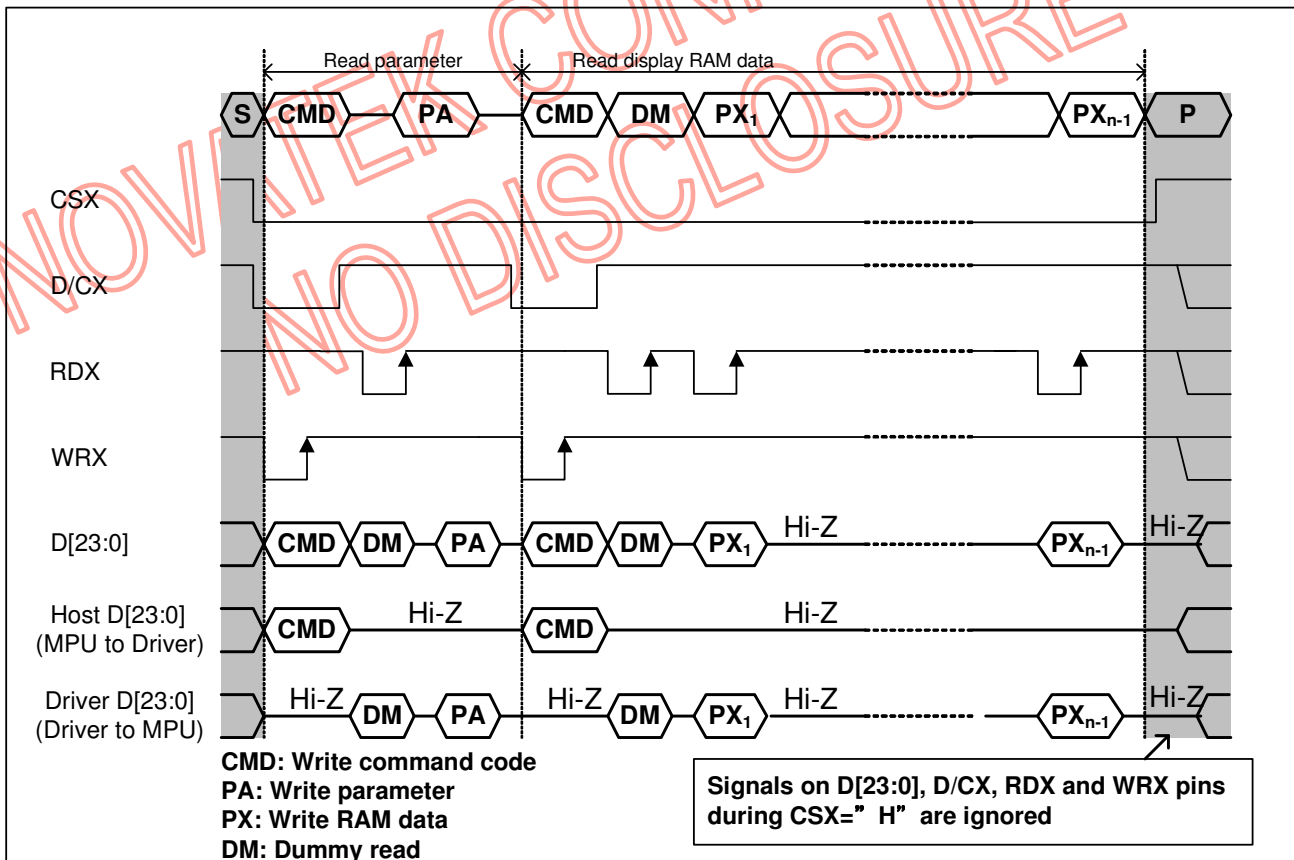 NOVATEK CON
NO DISCLOSURE
Read parameter
Read display RAM data
S CMD PA CMD DM PX1 PXn-1 P
CSX
D/CX
RDX
WRX
D[23:0]
CMD DM PA CMD DM PX1 Hi-Z PXn-1 Hi-Z
Host D[23:0]
(MPU to Driver)
CMD Hi-Z CMD Hi-Z
Driver D[23:0]
(Driver to MPU)
Hi-Z DM PA Hi-Z DM PX1 Hi-Z PXn-1 Hi-Z
CMD: Write command code
PA: Write parameter
PX: Write RAM data
DM: Dummy read
Signals on D[23:0], D/CX, RDX and WRX pins
during CSX=”H” are ignored